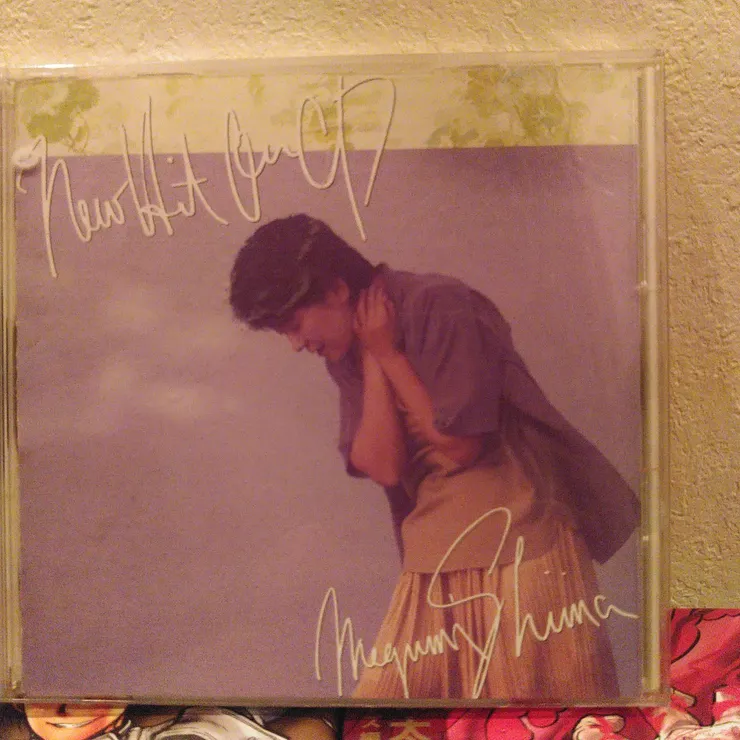 New Hit On CD
Megumi Shiina